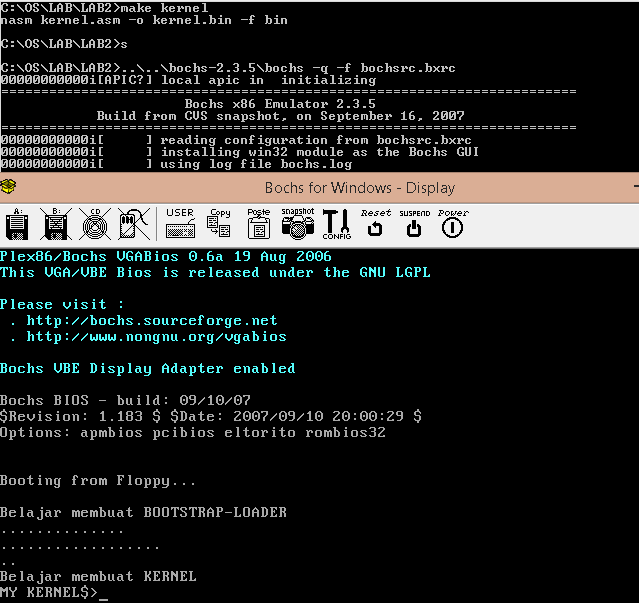 C:\OS\LAB\LAB2>make kernel
nasm kernel.asm -o kernel.bin -f bin
C:\OS\LAB\LAB2>s
C:\OS\LAB\LAB2>..\..\bochs-2.3.5\bochs -q -f bochsrc.bxrc
00000000000i[APIC?] local apic in  initializing
========================================================================
Bochs x86 Emulator 2.3.5
Build from CVS snapshot, on September 16, 2007
========================================================================
00000000000i[     ] reading configuration from bochsrc.bxrc
00000000000i[     ] installing win32 module as the Bochs GUI
00000000000i[     ] using log file bochs.log
Bochs for Windows - Display
A: B: CD USER Copy Paste snapshot CONFIG Reset SUSPEND Power
Plex86/Bochs VGABios 0.6a 19 Aug 2006
This VGA/VBE Bios is released under the GNU LGPL
Please visit :
. http://bochs.sourceforge.net
. http://www.nongnu.org/vgabios
Bochs VBE Display Adapter enabled
Bochs BIOS - build: 09/10/07
$Revision: 1.183 $ $Date: 2007/09/10 20:00:29 $
Options: apmbios pcibios eltorito rombios32
Booting from Floppy...
Belajar membuat BOOTSTRAP-LOADER
..............
..................
..
Belajar membuat KERNEL
MY KERNEL$>_